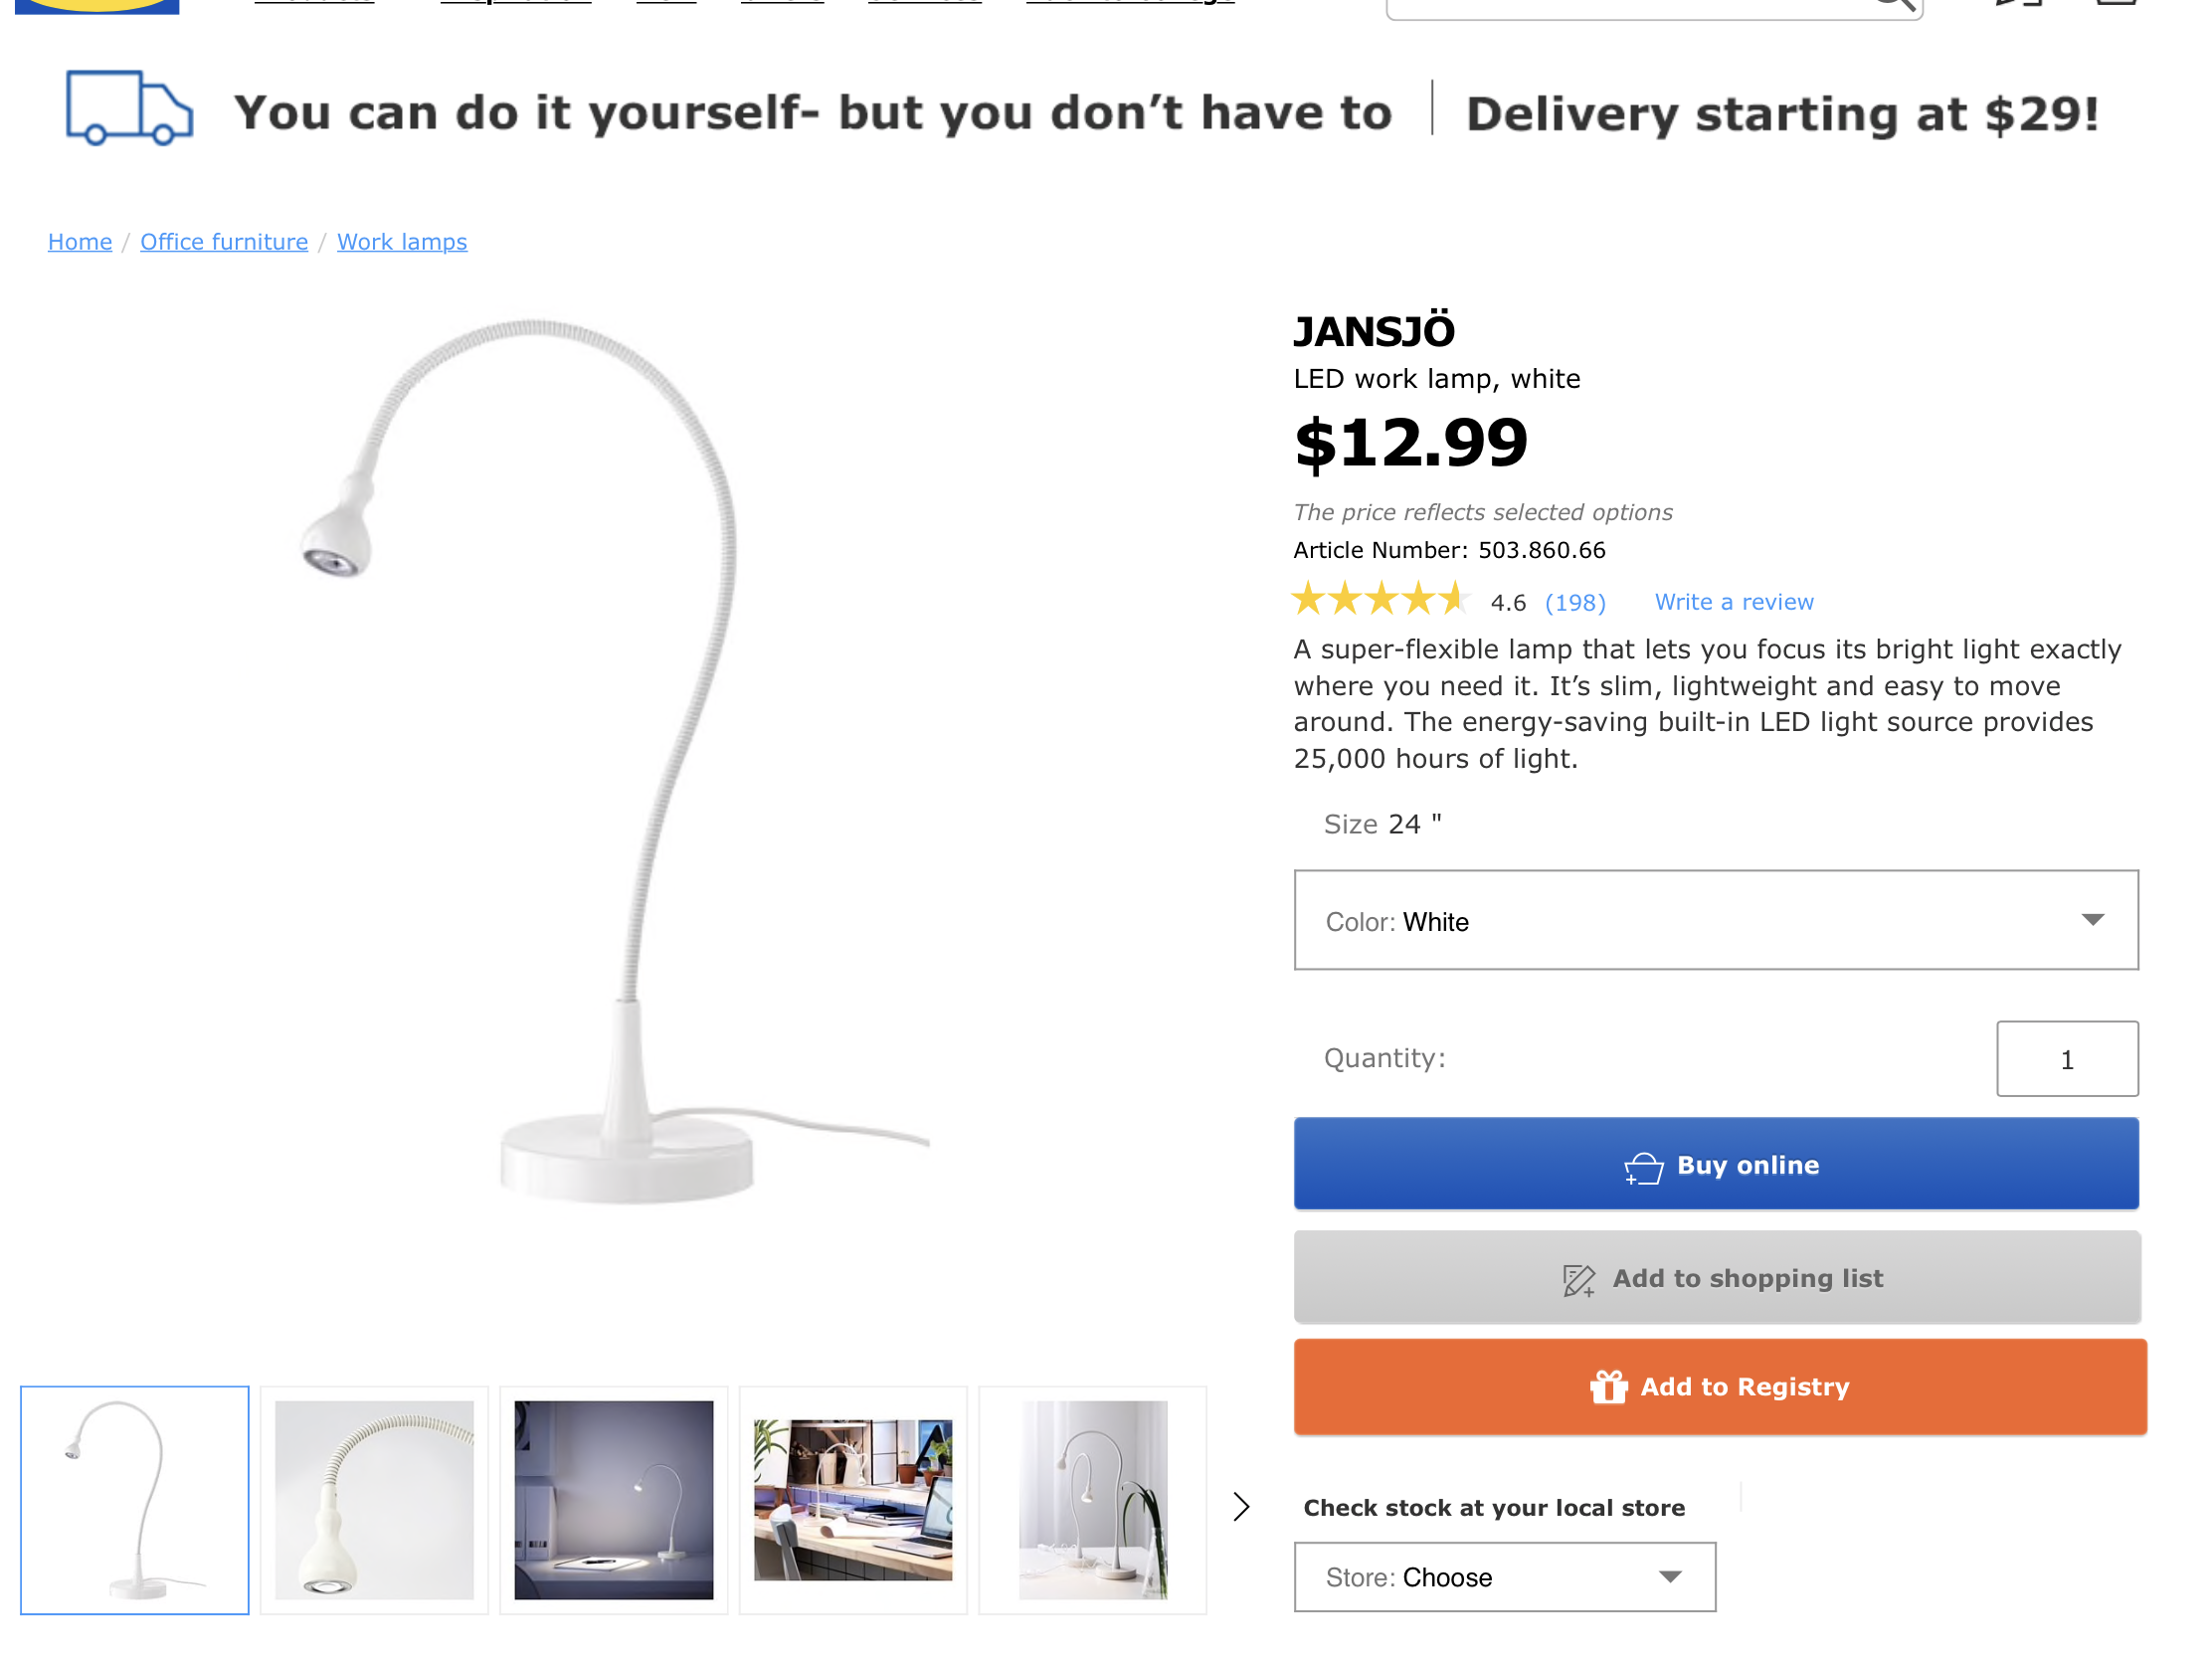 You can do it yourself- but you don’t have to | Delivery starting at $29!
Home / Office furniture / Work lamps
JANSJÖ
LED work lamp, white
$12.99
The price reflects selected options
Article Number: 503.860.66
4.6 (198) Write a review
A super-flexible lamp that lets you focus its bright light exactly
where you need it. It’s slim, lightweight and easy to move
around. The energy-saving built-in LED light source provides
25,000 hours of light.
Size 24 "
Color: White
Quantity: 1
Buy online
Add to shopping list
Add to Registry
Check stock at your local store
Store: Choose